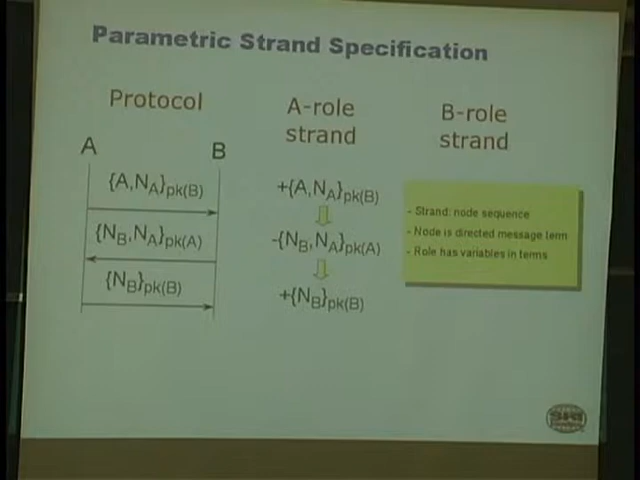 Parametric Strand Specification
Protocol
A-role
strand
B-role
strand
A
B
{A,NA}pk(B)
{NB,NA}pk(A)
{NB}pk(B)
+{A,NA}pk(B)
-{NB,NA}pk(A)
+{NB}pk(B)
- Strand: node sequence
- Node is directed message term
- Role has variables in terms
SRI